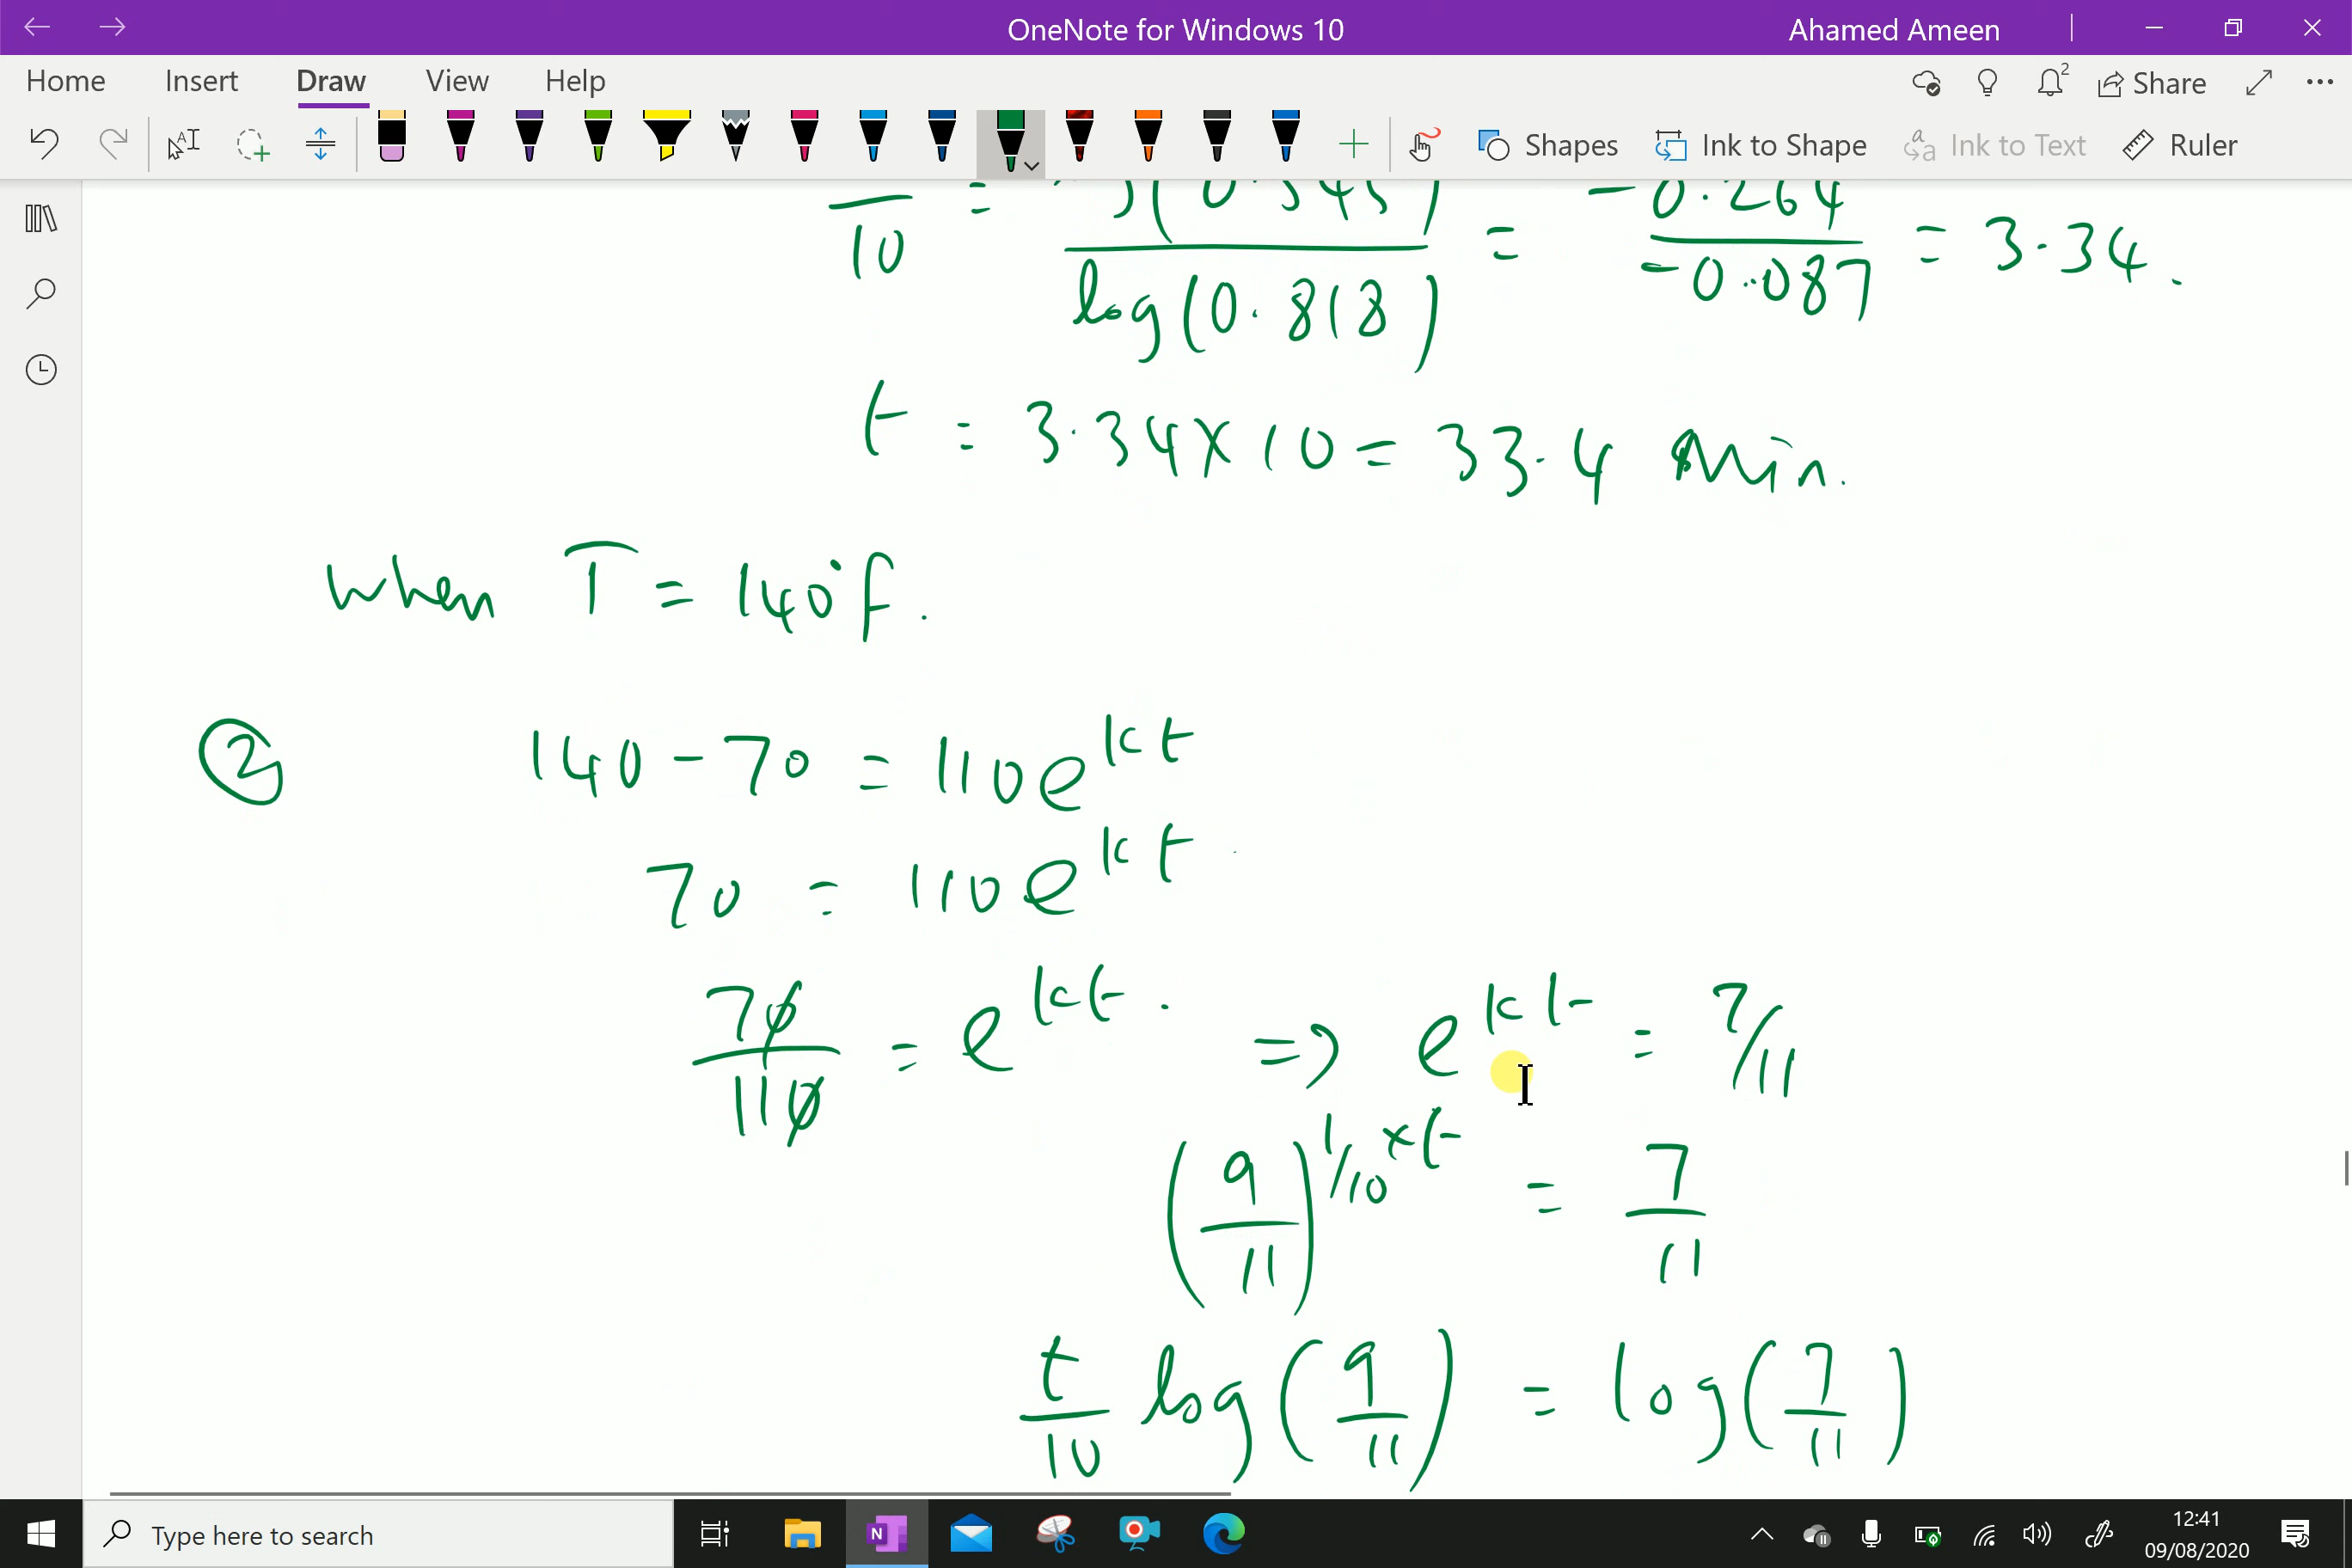 OneNote for Windows 10 Ahamed Ameen
Home Insert Draw View Help 2 Share
Shapes Ink to Shape Ink to Text Ruler
10 = = -0.264 = 3.34.
log(0.818) -0.087
t = 3.34×10 = 33.4 Min.
when T = 140°F.
② 140 - 70 = 110e^kt
70 = 110e^kt
70/110 = e^kt. => e^kt = 7/11
(9/11)^1/10×t = 7/11
t/10 log(9/11) = log(7/11)
Type here to search
12:41
09/08/2020